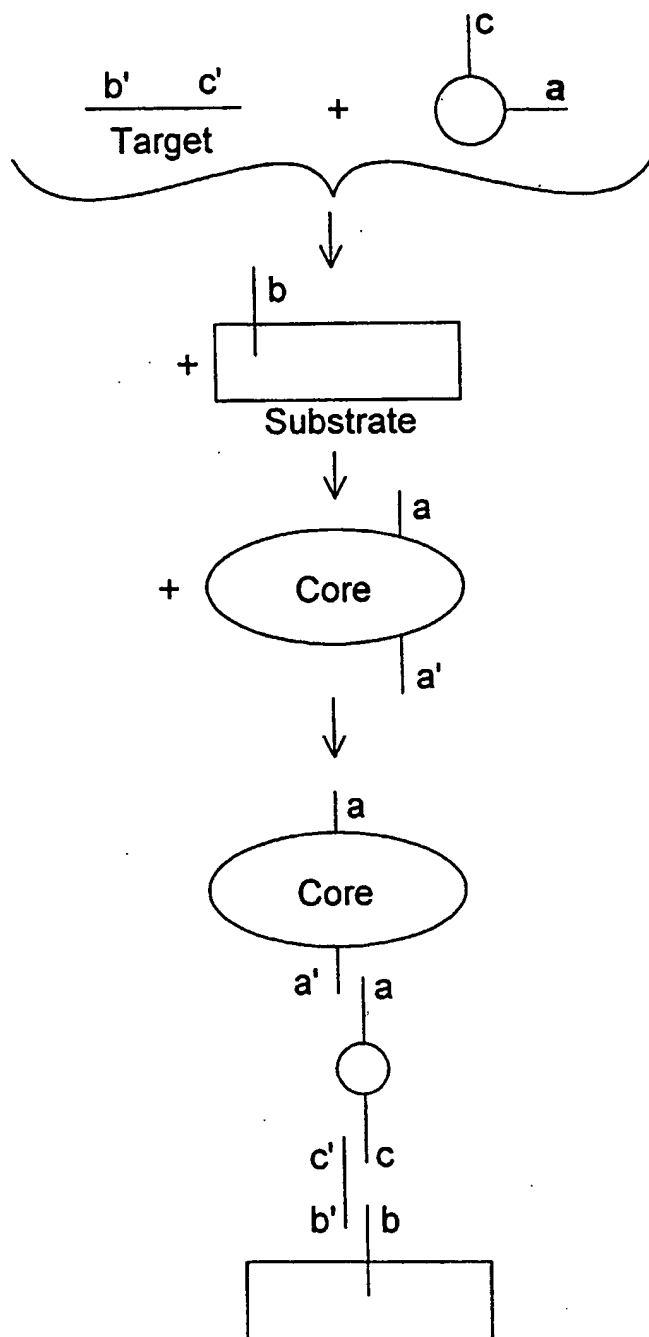 c
b' c' + a
Target
b
+
Substrate
a
+ Core
a'
a
Core
a' a
c' c
b' b